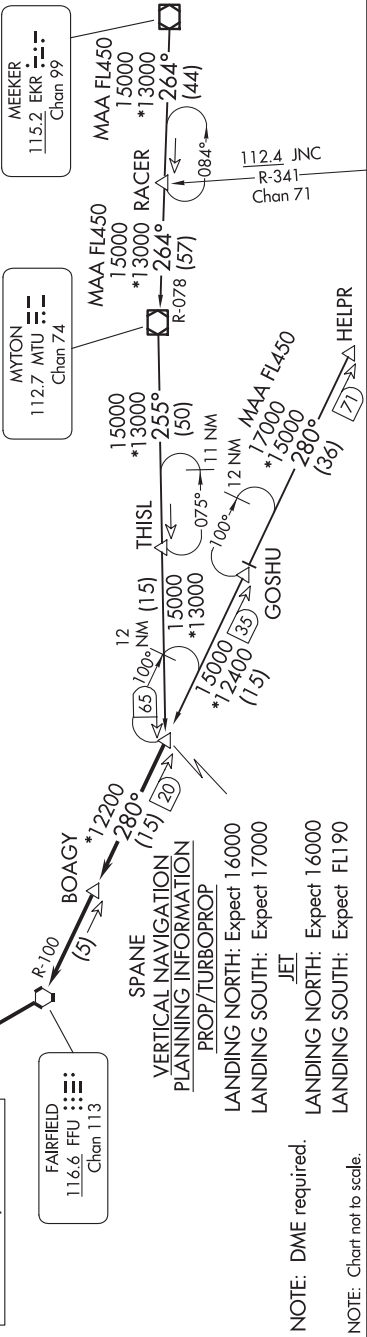 MEEKER
115.2 EKR
Chan 99
MAA FL450
15000
*13000
264°
(44)
RACER
084°
112.4 JNC
R-341
Chan 71
MAA FL450
15000
*13000
264°
(57)
R-078
MYTON
112.7 MTU
Chan 74
15000
*13000
255°
(50)
11 NM
075°
THISL
(15)
15000
*13000
HELPR
71
MAA FL450
17000
*15000
280°
(36)
12 NM
100°
GOSHU
35
15000
*12400
(15)
12
NM
100°
65
BOAGY
*12200
280°
(15)
20
R-100
(5)
FAIRFIELD
116.6 FFU
Chan 113
SPANE
VERTICAL NAVIGATION
PLANNING INFORMATION
PROP/TURBOPROP
LANDING NORTH: Expect 16000
LANDING SOUTH: Expect 17000
JET
LANDING NORTH: Expect 16000
LANDING SOUTH: Expect FL190
NOTE: DME required.
NOTE: Chart not to scale.